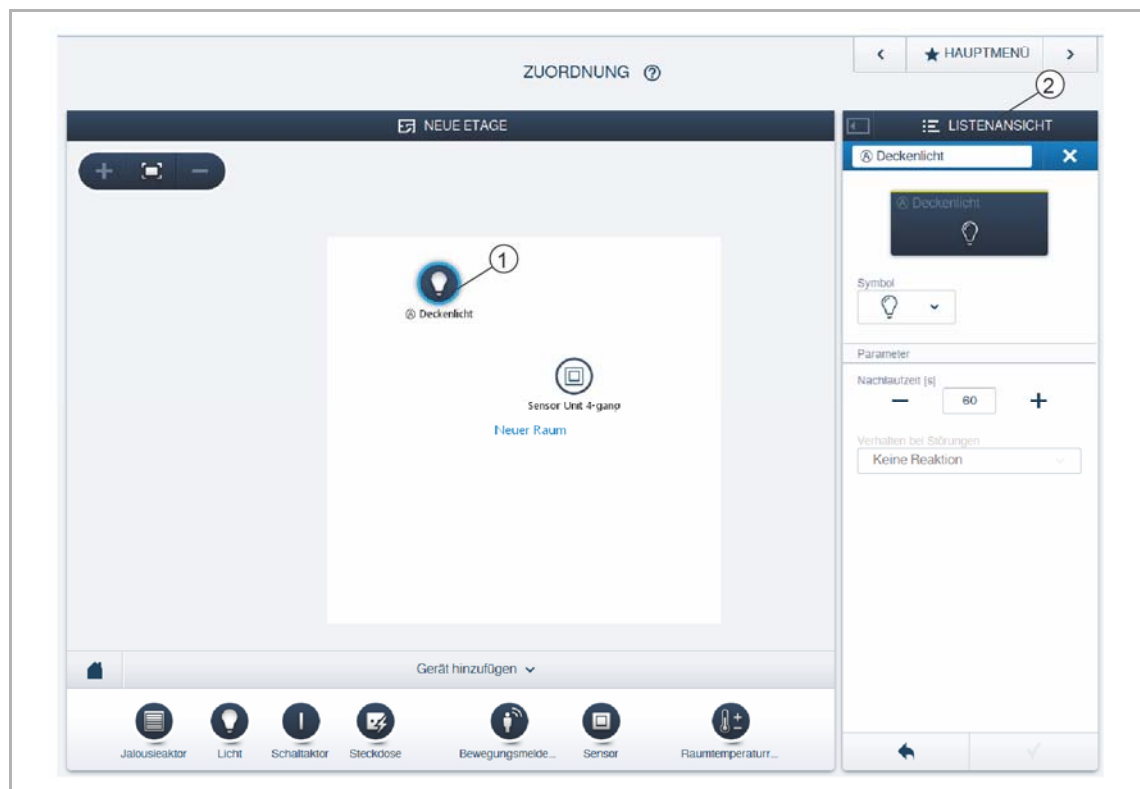 ZUORDNUNG ?
★ HAUPTMENÜ
2
NEUE ETAGE
LISTENANSICHT
Ⓐ Deckenlicht
Ⓐ Deckenlicht
1
Ⓐ Deckenlicht
Symbol
Sensor Unit 4-gang
Neuer Raum
Parameter
Nachlaufzeit [s]
60
Verhalten bei Störungen
Keine Reaktion
Gerät hinzufügen
Jalousieaktor Licht Schaltaktor Steckdose Bewegungsmelde... Sensor Raumtemperaturr...